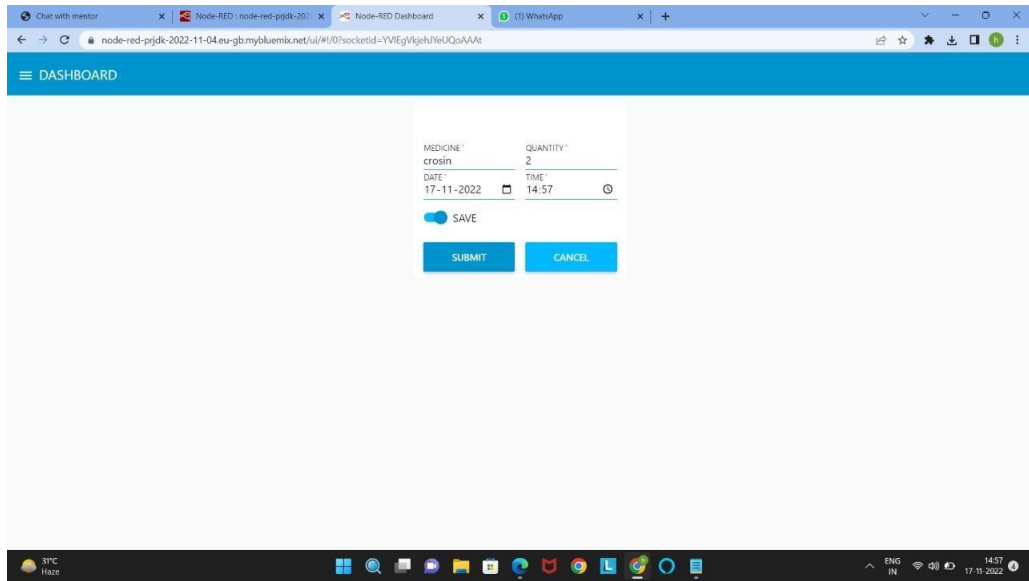 Chat with mentor
Node-RED : node-red-prjdk-202
Node-RED Dashboard
(1) WhatsApp
node-red-prjdk-2022-11-04.eu-gb.mybluemix.net/ui/#!/0?socketid=YVlEgVkjehJYeUQoAAAt
DASHBOARD
MEDICINE * QUANTITY *
crosin 2
DATE * TIME *
17-11-2022 14:57
SAVE
SUBMIT CANCEL
31°C
Haze
ENG
IN
14:57
17-11-2022